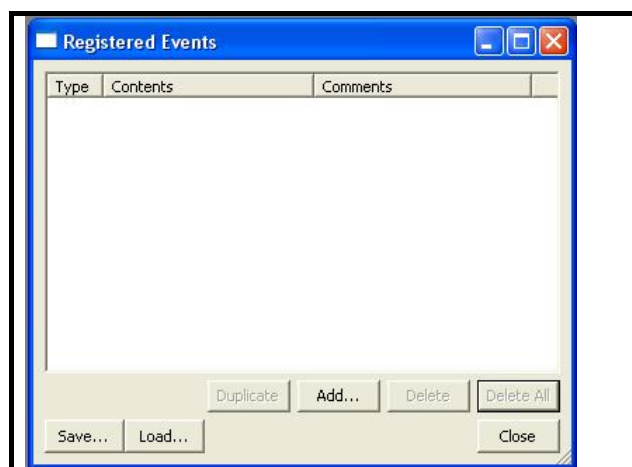 Registered Events
Type Contents Comments
Duplicate Add... Delete Delete All
Save... Load... Close